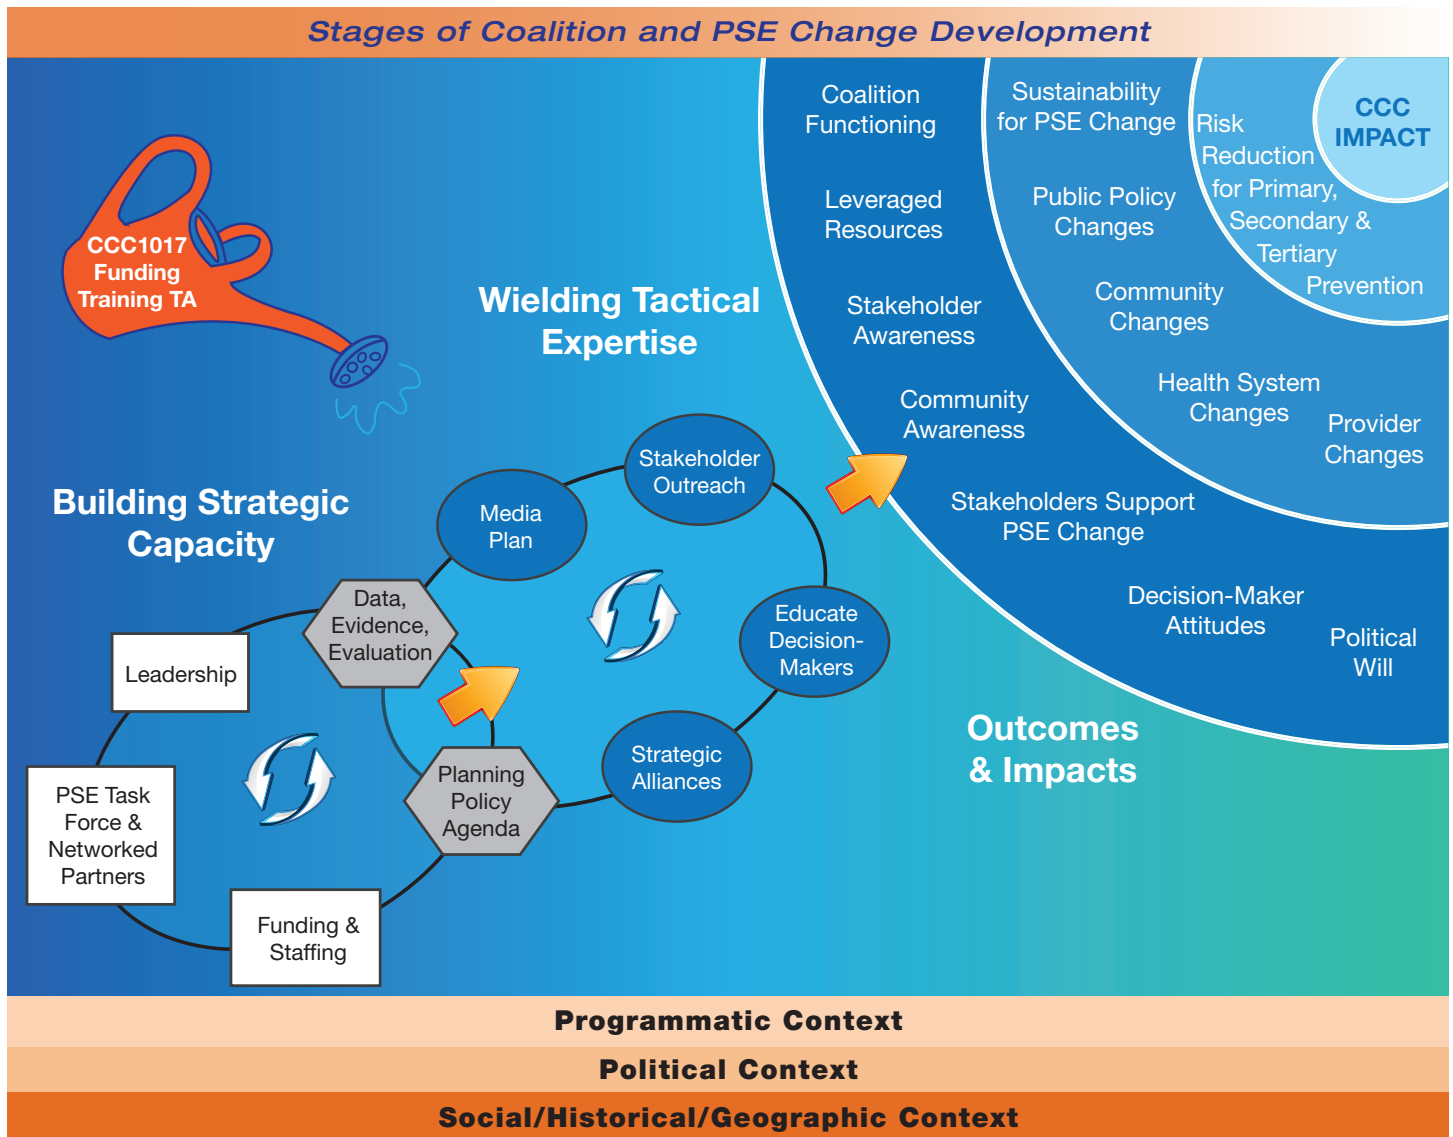 Stages of Coalition and PSE Change Development
CCC1017
Funding
Training TA
Building Strategic
Capacity
Leadership
PSE Task
Force &
Networked
Partners
Funding &
Staffing
Data,
Evidence,
Evaluation
Planning
Policy
Agenda
Wielding Tactical
Expertise
Media
Plan
Stakeholder
Outreach
Educate
Decision-
Makers
Strategic
Alliances
Outcomes
& Impacts
Coalition
Functioning
Leveraged
Resources
Stakeholder
Awareness
Community
Awareness
Stakeholders Support
PSE Change
Decision-Maker
Attitudes
Political
Will
Sustainability
for PSE Change
Public Policy
Changes
Community
Changes
Health System
Changes
Provider
Changes
Risk
Reduction
for Primary,
Secondary &
Tertiary
Prevention
CCC
IMPACT
Programmatic Context
Political Context
Social/Historical/Geographic Context